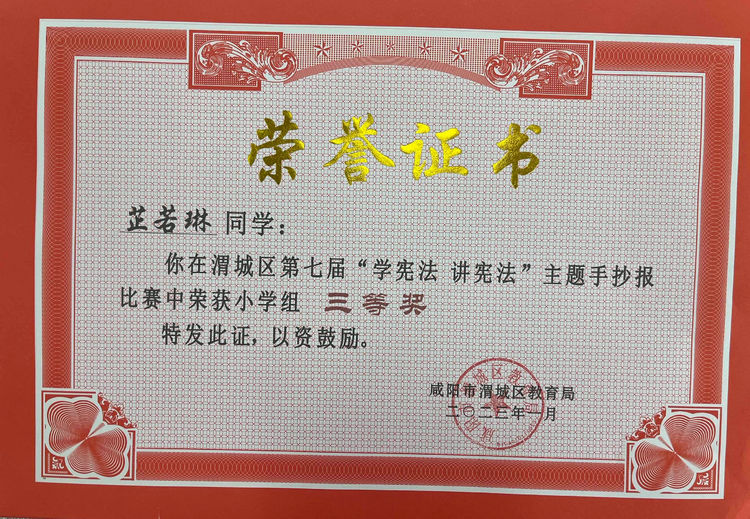 荣誉证书
芷若琳 同学：
你在渭城区第七届“学宪法 讲宪法”主题手抄报
比赛中荣获小学组 三等奖
特发此证，以资鼓励。
咸阳市渭城区教育局
二〇二三年一月